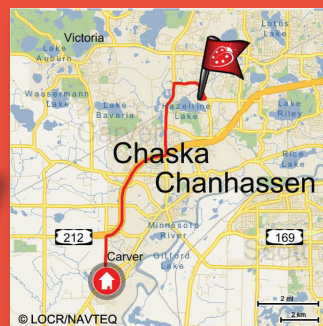 Victoria
Lotus
Lake
Lake
Auburn
Wassermann
Lake
Lake
Bavaria
Hazeltine
Lake
Lake
Riley
Rice
Lake
Chaska
Chanhassen
Minnesota
River
212
169
Carver
Gifford
Lake
2 mi
2 km
© LOCR/NAVTEQ